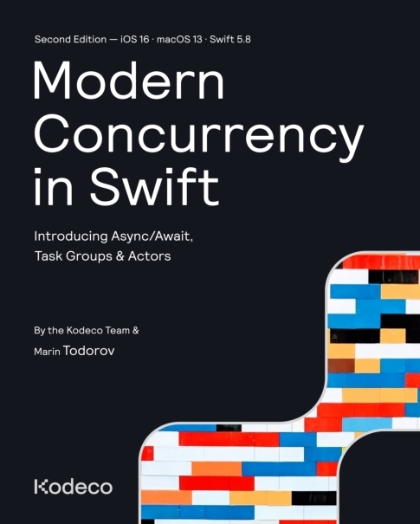 Second Edition — iOS 16 · macOS 13 · Swift 5.8
Modern
Concurrency
in Swift
Introducing Async/Await,
Task Groups & Actors
By the Kodeco Team &
Marin Todorov
Kodeco